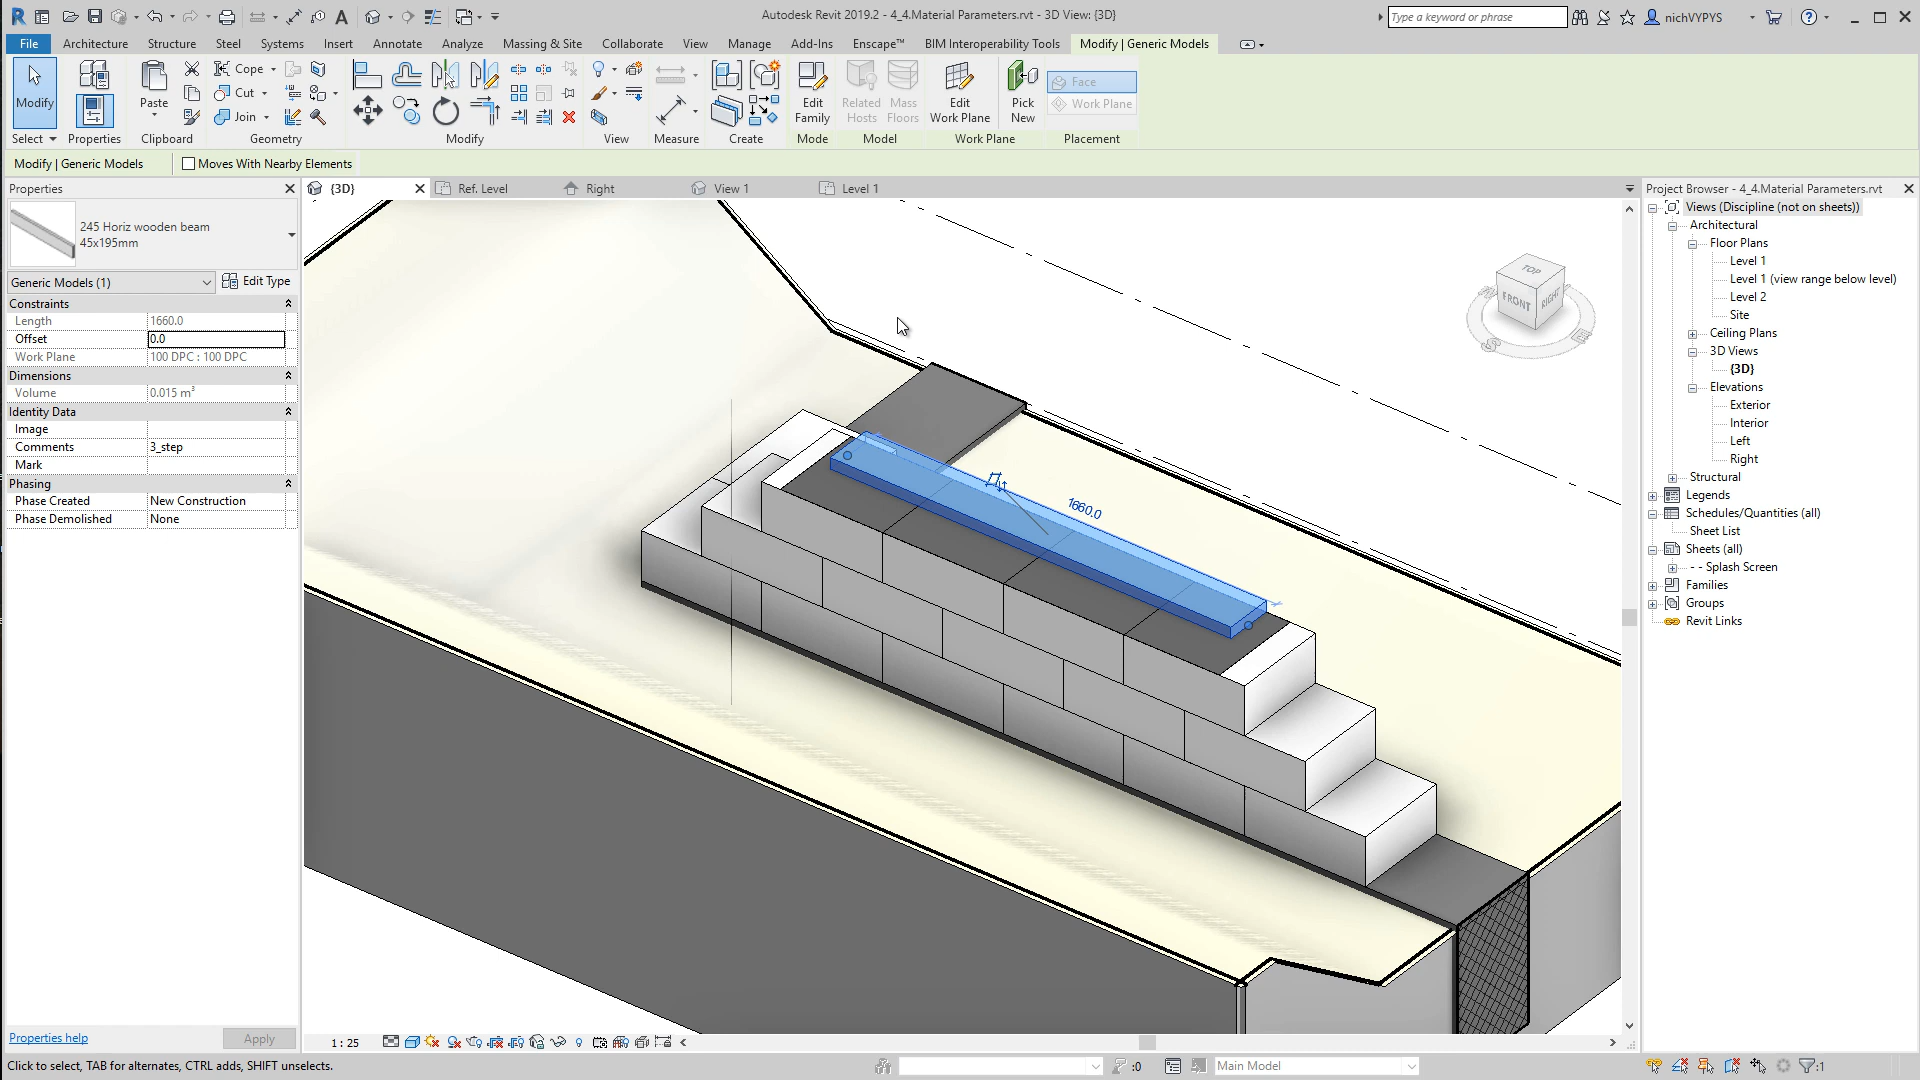 Autodesk Revit 2019.2 - 4_4.Material Parameters.rvt - 3D View: {3D}
Type a keyword or phrase
nichVYPYS
File Architecture Structure Steel Systems Insert Annotate Analyze Massing & Site Collaborate View Manage Add-Ins Enscape™ BIM Interoperability Tools Modify | Generic Models
Modify
Paste
Cope
Cut
Join
Edit Family
Related Hosts
Mass Floors
Edit Work Plane
Pick New
Face
Work Plane
Select Properties Clipboard Geometry Modify View Measure Create Mode Model Work Plane Placement
Modify | Generic Models Moves With Nearby Elements
Properties
245 Horiz wooden beam
45x195mm
Generic Models (1) Edit Type
Constraints
Length 1660.0
Offset 0.0
Work Plane 100 DPC : 100 DPC
Dimensions
Volume 0.015 m³
Identity Data
Image
Comments 3_step
Mark
Phasing
Phase Created New Construction
Phase Demolished None
Properties help Apply
{3D} Ref. Level Right View 1 Level 1
TOP
FRONT
RIGHT
1660.0
Project Browser - 4_4.Material Parameters.rvt
Views (Discipline (not on sheets))
Architectural
Floor Plans
Level 1
Level 1 (view range below level)
Level 2
Site
Ceiling Plans
3D Views
{3D}
Elevations
Exterior
Interior
Left
Right
Structural
Legends
Schedules/Quantities (all)
Sheet List
Sheets (all)
- - Splash Screen
Families
Groups
Revit Links
1 : 25
Click to select, TAB for alternates, CTRL adds, SHIFT unselects.
:0
Main Model
:1